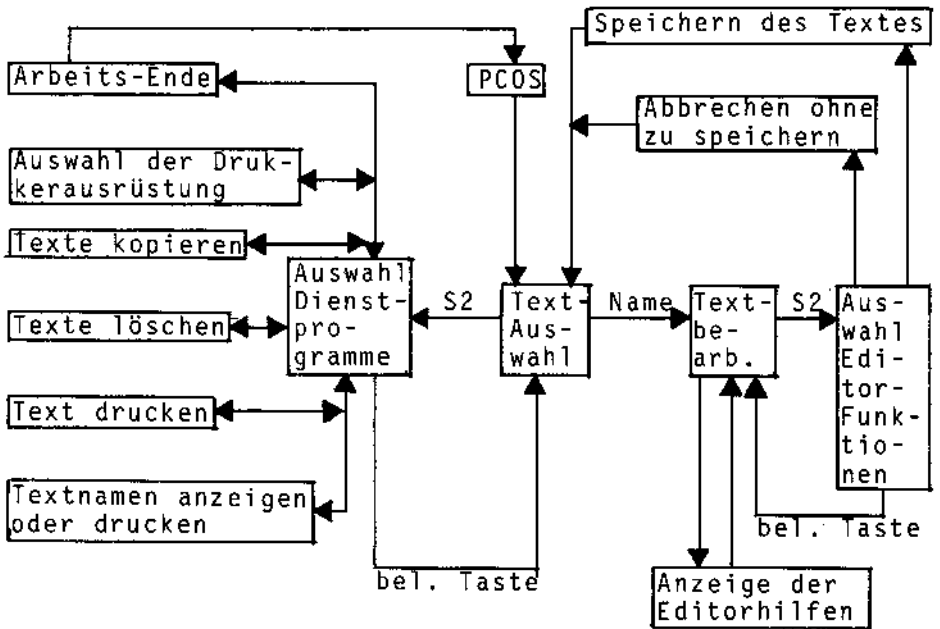 Speichern des Textes
Arbeits-Ende
PCOS
Abbrechen ohne
zu speichern
Auswahl der Druk-
kerausrüstung
Texte kopieren
Auswahl
Dienst-
pro-
gramme
S2
Text-
Aus-
wahl
Name
Text-
be-
arb.
S2
Aus-
wahl
Edi-
tor-
Funk-
tio-
nen
Texte löschen
Text drucken
Textnamen anzeigen
oder drucken
bel. Taste
bel. Taste
Anzeige der
Editorhilfen